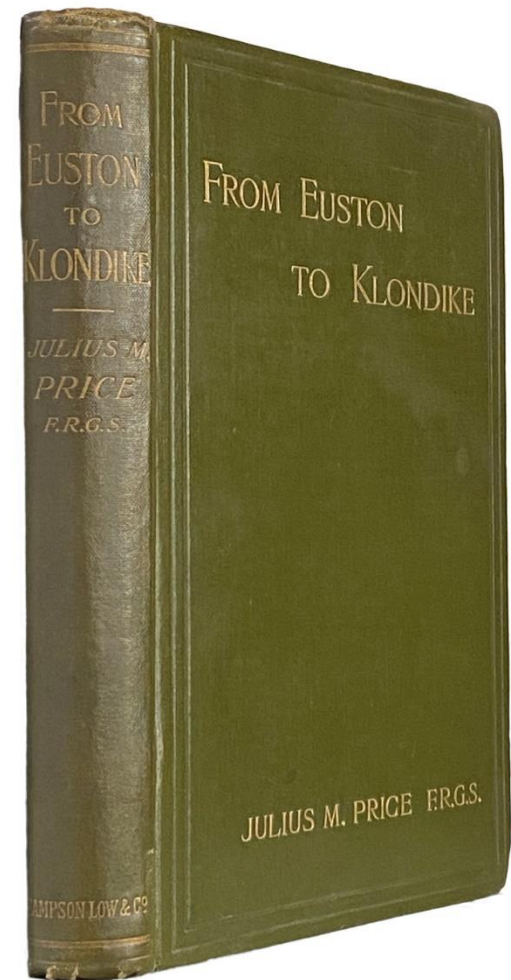 FROM
EUSTON
TO
KLONDIKE
JULIUS M.
PRICE
F.R.G.S.
AMPSON LOW & Co
FROM EUSTON
TO KLONDIKE
JULIUS M. PRICE F.R.G.S.